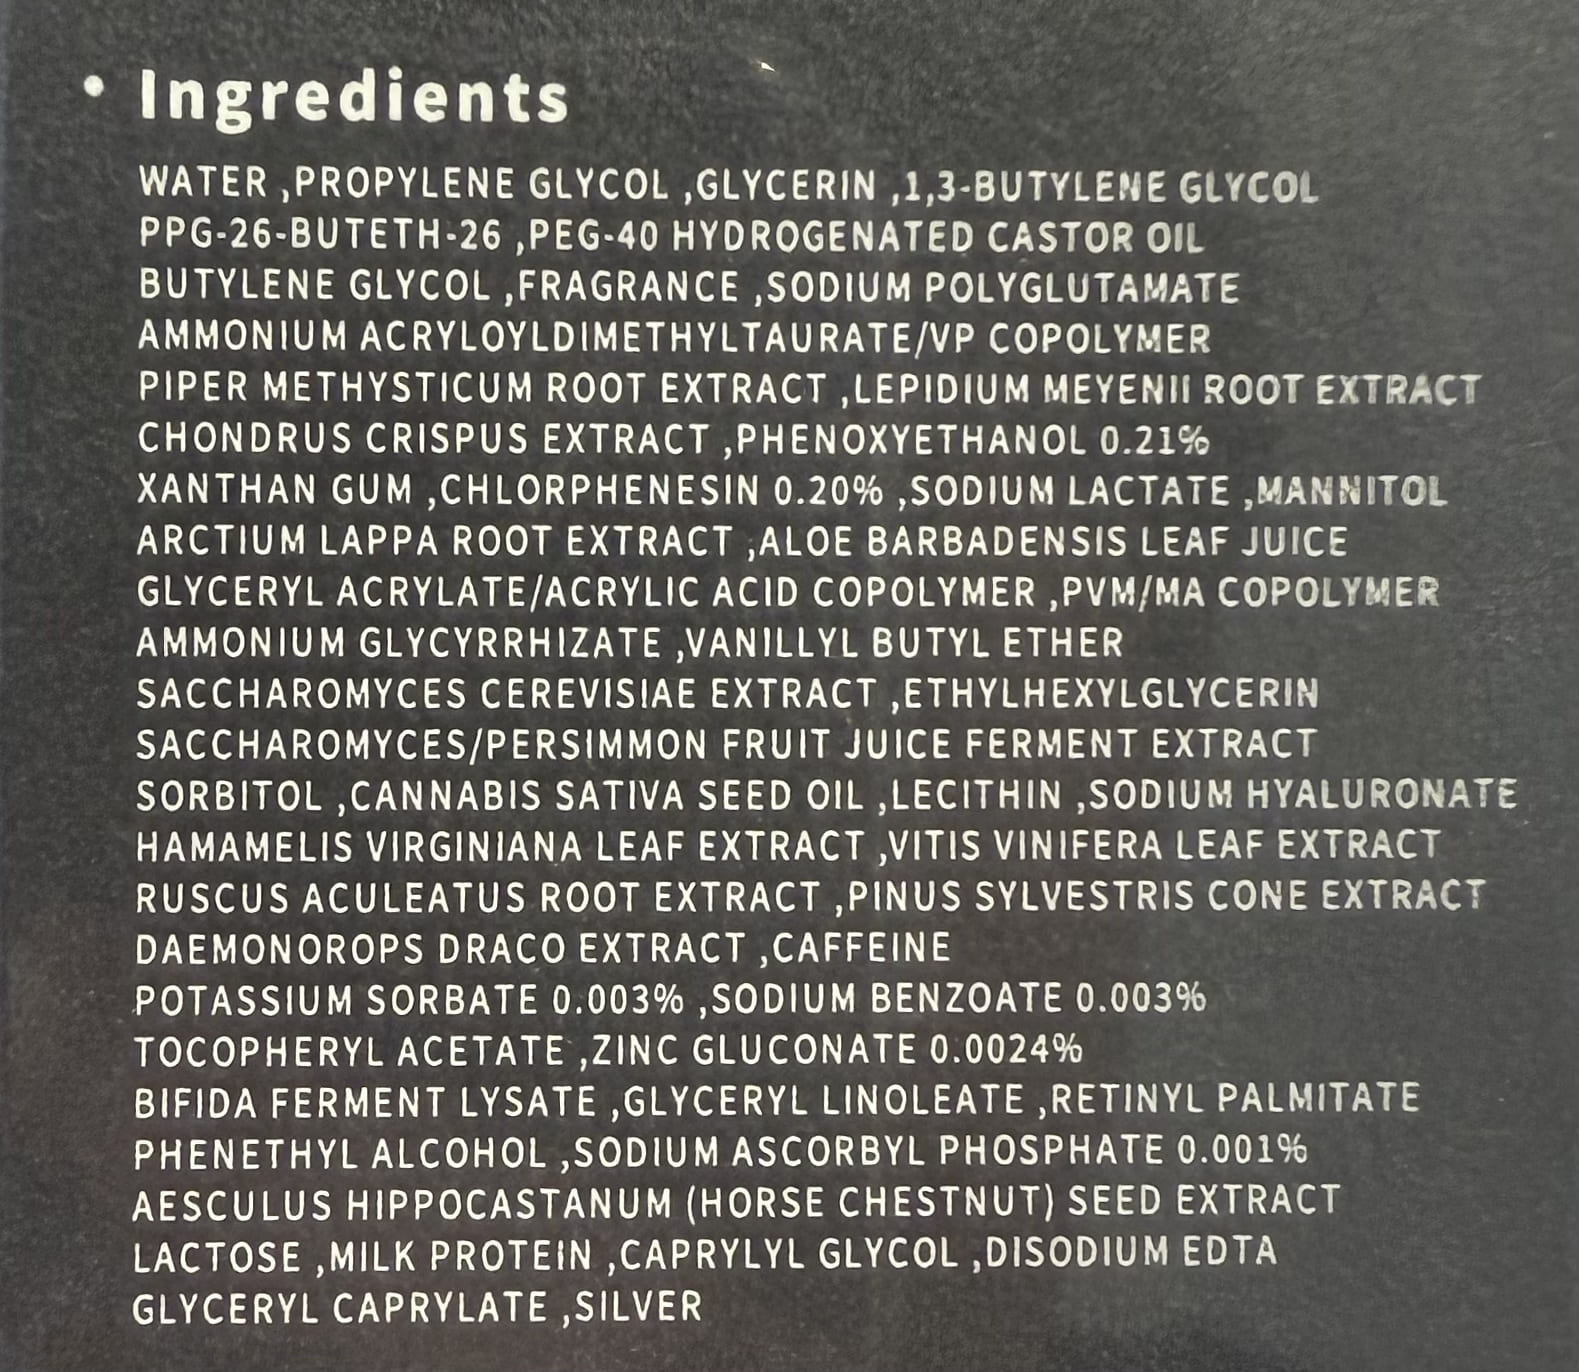 • Ingredients
WATER ,PROPYLENE GLYCOL ,GLYCERIN ,1,3-BUTYLENE GLYCOL
PPG-26-BUTETH-26 ,PEG-40 HYDROGENATED CASTOR OIL
BUTYLENE GLYCOL ,FRAGRANCE ,SODIUM POLYGLUTAMATE
AMMONIUM ACRYLOYLDIMETHYLTAURATE/VP COPOLYMER
PIPER METHYSTICUM ROOT EXTRACT ,LEPIDIUM MEYENII ROOT EXTRACT
CHONDRUS CRISPUS EXTRACT ,PHENOXYETHANOL 0.21%
XANTHAN GUM ,CHLORPHENESIN 0.20% ,SODIUM LACTATE ,MANNITOL
ARCTIUM LAPPA ROOT EXTRACT ,ALOE BARBADENSIS LEAF JUICE
GLYCERYL ACRYLATE/ACRYLIC ACID COPOLYMER ,PVM/MA COPOLYMER
AMMONIUM GLYCYRRHIZATE ,VANILLYL BUTYL ETHER
SACCHAROMYCES CEREVISIAE EXTRACT ,ETHYLHEXYLGLYCERIN
SACCHAROMYCES/PERSIMMON FRUIT JUICE FERMENT EXTRACT
SORBITOL ,CANNABIS SATIVA SEED OIL ,LECITHIN ,SODIUM HYALURONATE
HAMAMELIS VIRGINIANA LEAF EXTRACT ,VITIS VINIFERA LEAF EXTRACT
RUSCUS ACULEATUS ROOT EXTRACT ,PINUS SYLVESTRIS CONE EXTRACT
DAEMONOROPS DRACO EXTRACT ,CAFFEINE
POTASSIUM SORBATE 0.003% ,SODIUM BENZOATE 0.003%
TOCOPHERYL ACETATE ,ZINC GLUCONATE 0.0024%
BIFIDA FERMENT LYSATE ,GLYCERYL LINOLEATE ,RETINYL PALMITATE
PHENETHYL ALCOHOL ,SODIUM ASCORBYL PHOSPHATE 0.001%
AESCULUS HIPPOCASTANUM (HORSE CHESTNUT) SEED EXTRACT
LACTOSE ,MILK PROTEIN ,CAPRYLYL GLYCOL ,DISODIUM EDTA
GLYCERYL CAPRYLATE ,SILVER